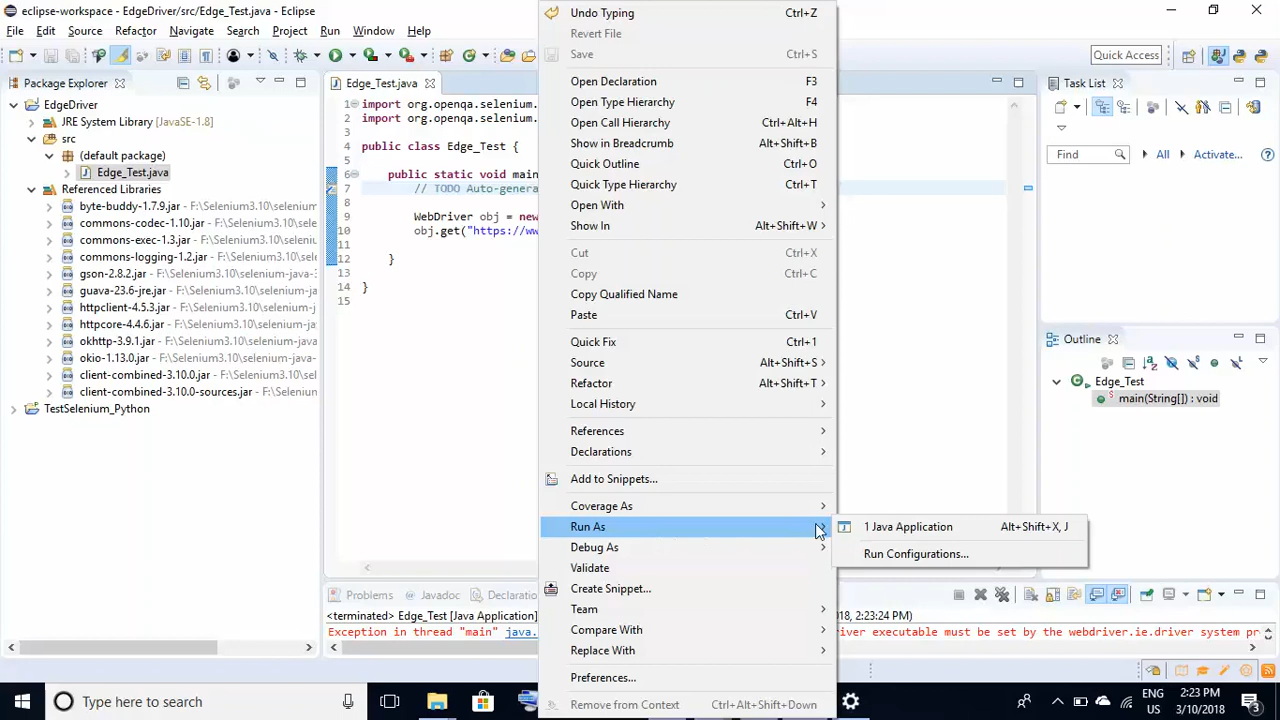 eclipse-workspace - EdgeDriver/src/Edge_Test.java - Eclipse
File Edit Source Refactor Navigate Search Project Run Window Help
Quick Access
Package Explorer
EdgeDriver
JRE System Library [JavaSE-1.8]
src
(default package)
Edge_Test.java
Referenced Libraries
byte-buddy-1.7.9.jar - F:\Selenium3.10\se
commons-codec-1.10.jar - F:\Selenium3.10
commons-exec-1.3.jar - F:\Selenium3.10\se
commons-logging-1.2.jar - F:\Selenium3.10
gson-2.8.2.jar - F:\Selenium3.10\selenium-j
guava-23.6-jre.jar - F:\Selenium3.10\seleniu
httpclient-4.5.3.jar - F:\Selenium3.10\seleniu
httpcore-4.4.6.jar - F:\Selenium3.10\seleniu
okhttp-3.9.1.jar - F:\Selenium3.10\selenium
okio-1.13.0.jar - F:\Selenium3.10\selenium-j
client-combined-3.10.0.jar - F:\Selenium3.1
client-combined-3.10.0-sources.jar - F:\Sele
TestSelenium_Python
Edge_Test.java
1 import org.openqa.selenium.
2 import org.openqa.selenium.
3
4 public class Edge_Test {
5
6 public static void main
7 // TODO Auto-genera
8
9 WebDriver obj = new
10 obj.get("https://ww
11
12 }
13
14 }
15
Undo Typing Ctrl+Z
Revert File
Save Ctrl+S
Open Declaration F3
Open Type Hierarchy F4
Open Call Hierarchy Ctrl+Alt+H
Show in Breadcrumb Alt+Shift+B
Quick Outline Ctrl+O
Quick Type Hierarchy Ctrl+T
Open With
Show In Alt+Shift+W
Cut Ctrl+X
Copy Ctrl+C
Copy Qualified Name
Paste Ctrl+V
Quick Fix Ctrl+1
Source Alt+Shift+S
Refactor Alt+Shift+T
Local History
References
Declarations
Add to Snippets...
Coverage As
Run As
Debug As
Validate
Create Snippet...
Team
Compare With
Replace With
Preferences...
Remove from Context Ctrl+Alt+Shift+Down
1 Java Application Alt+Shift+X, J
Run Configurations...
Task List
Find All Activate...
Outline
Edge_Test
main(String[]) : void
Problems Javadoc Declaration
<terminated> Edge_Test [Java Application]
018, 2:23:24 PM)
Exception in thread "main" java.
iver executable must be set by the webdriver.ie.driver system pr
Type here to search
ENG
US
2:23 PM
3/10/2018
3